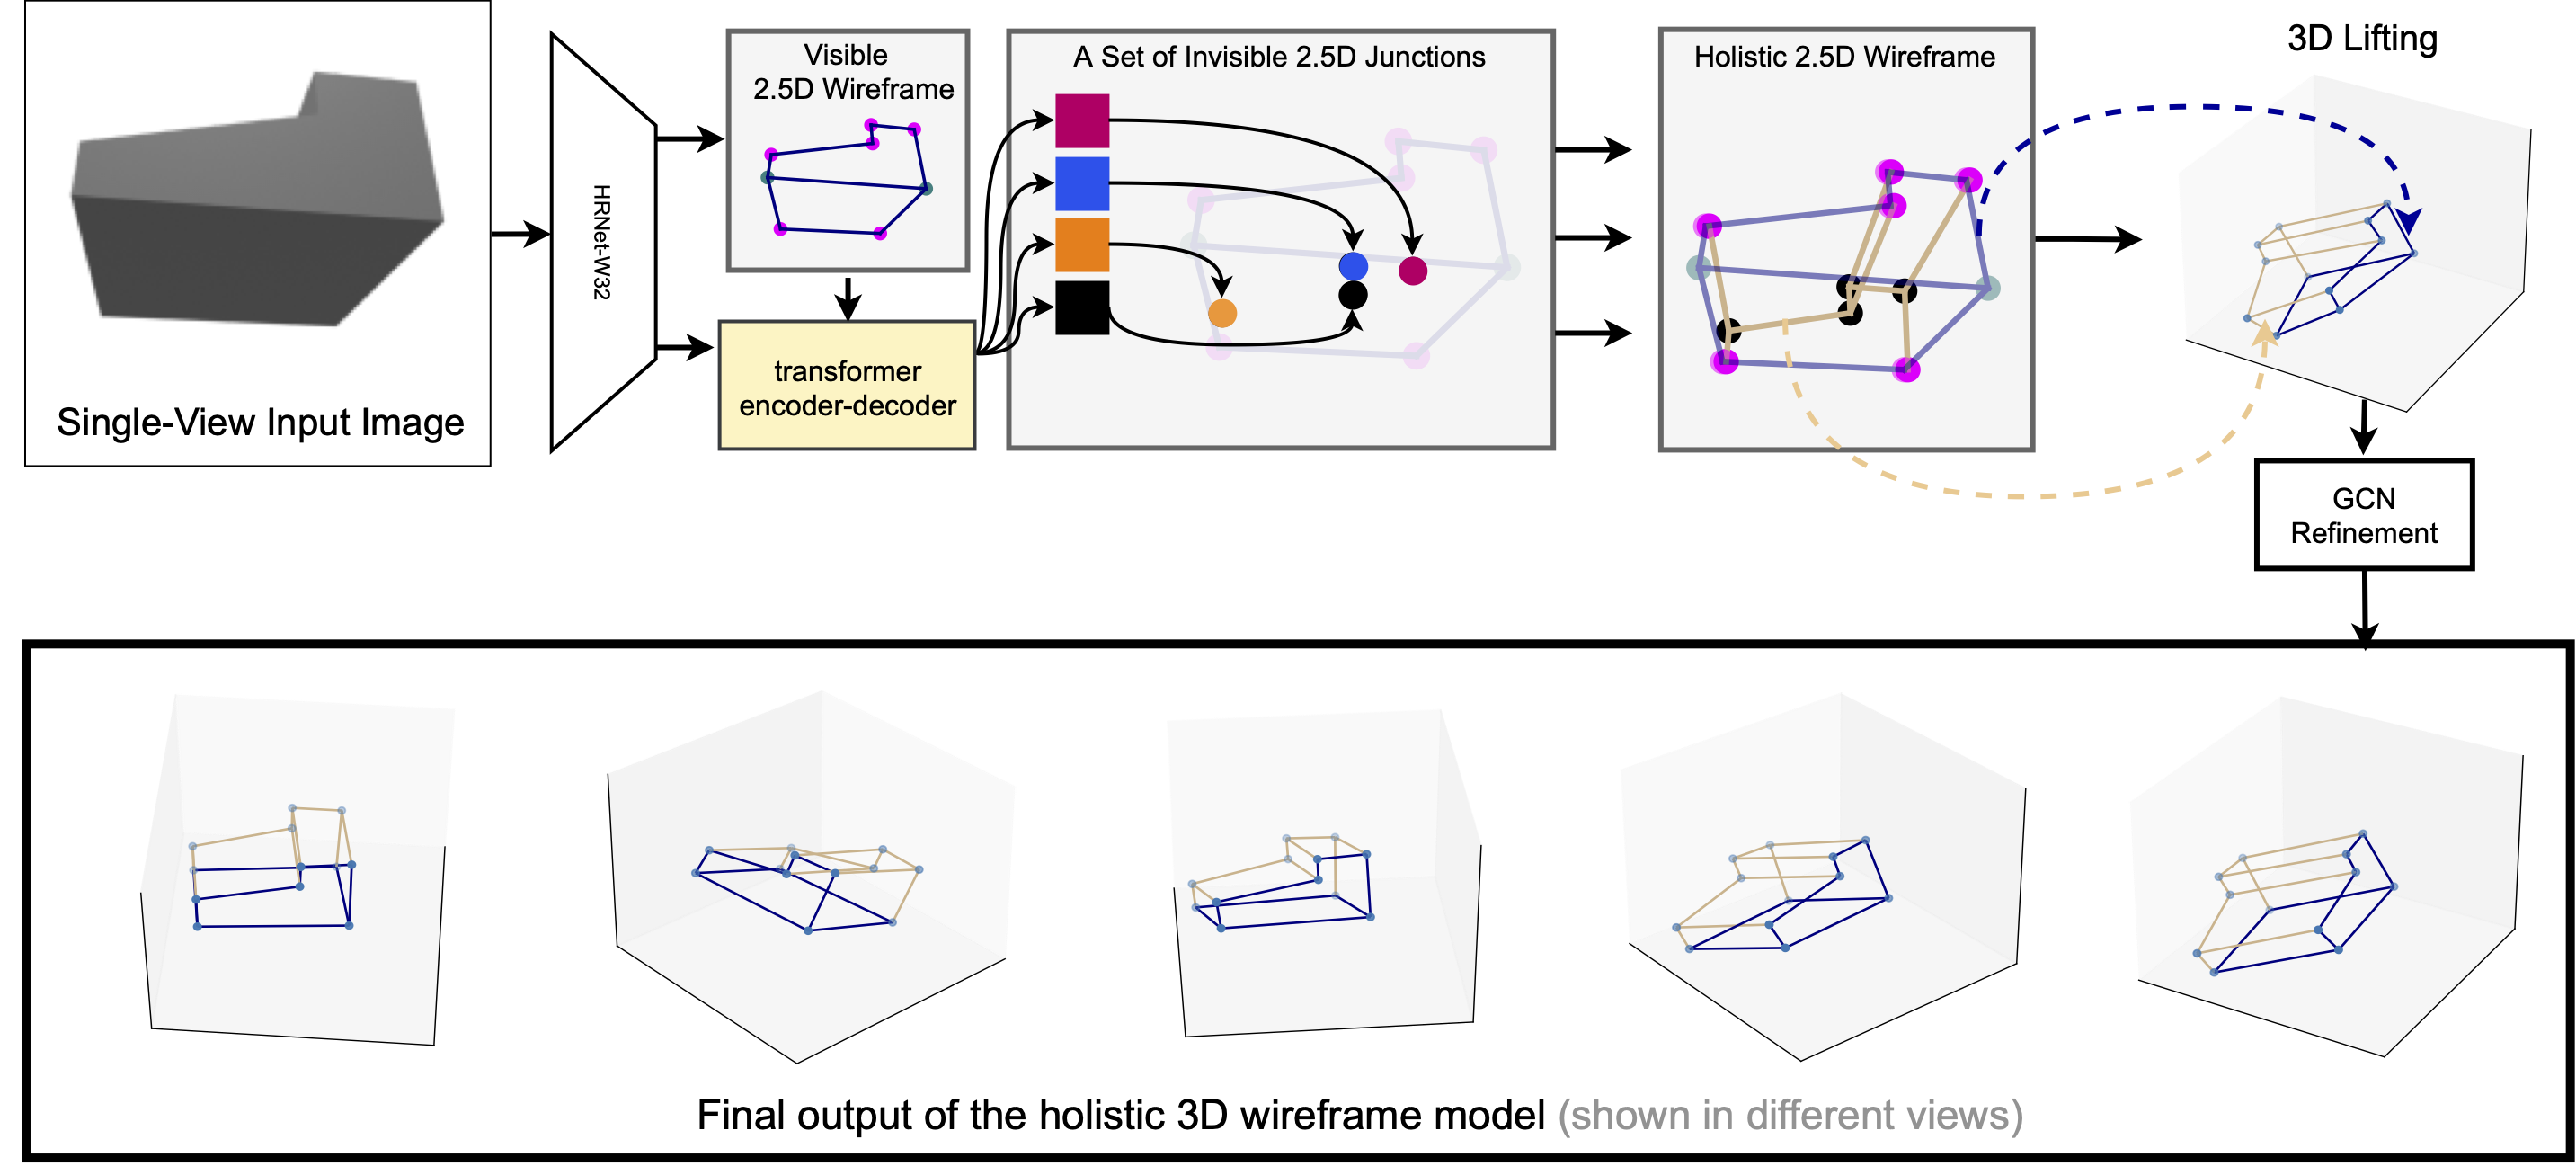 Single-View Input Image
HRNet-W32
Visible
2.5D Wireframe
transformer
encoder-decoder
A Set of Invisible 2.5D Junctions
Holistic 2.5D Wireframe
3D Lifting
GCN
Refinement
Final output of the holistic 3D wireframe model (shown in different views)